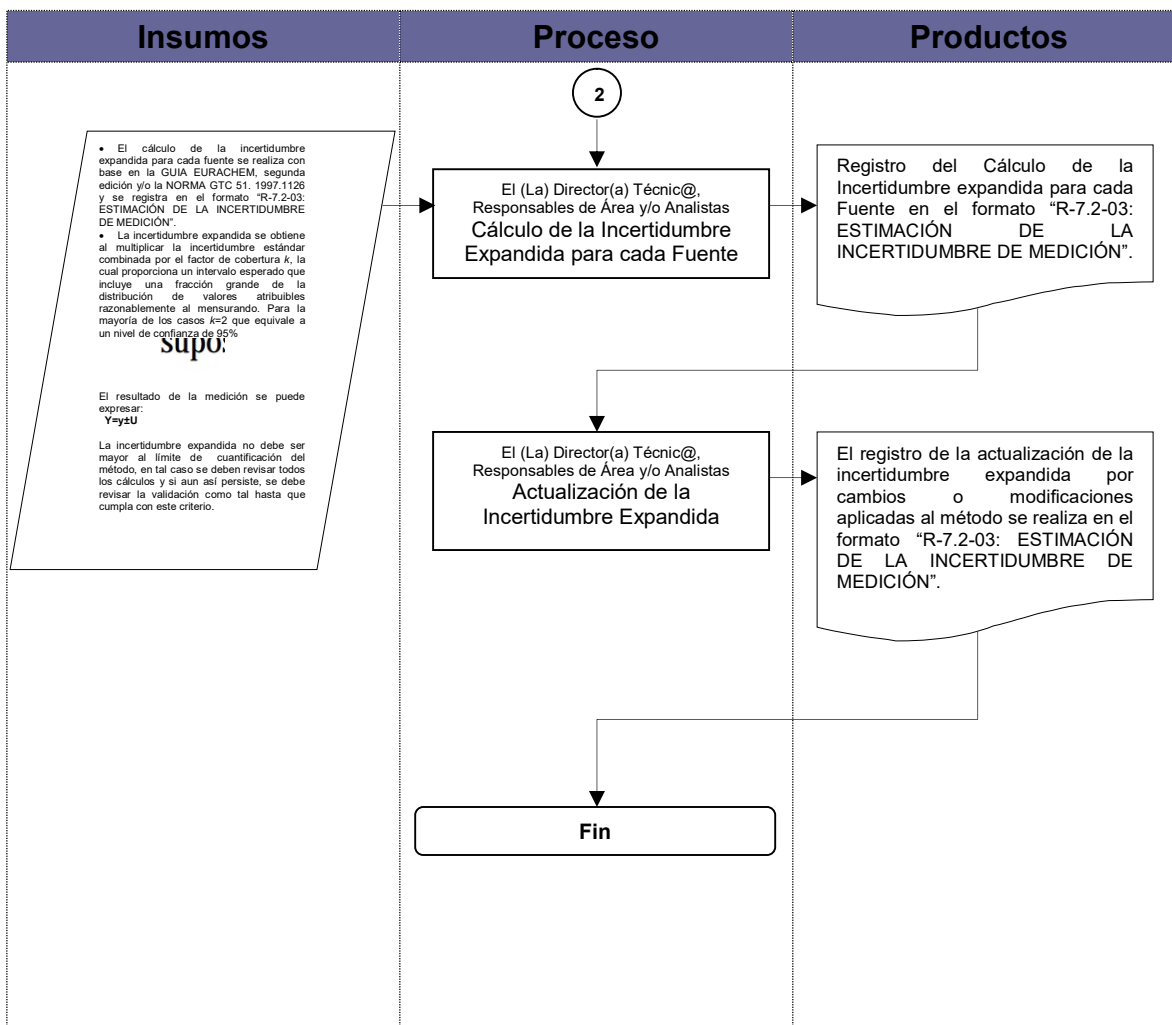 Insumos Proceso Productos
2
• El cálculo de la incertidumbre
expandida para cada fuente se realiza con
base en la GUIA EURACHEM, segunda
edición y/o la NORMA GTC 51. 1997.1126
y se registra en el formato “R-7.2-03:
ESTIMACIÓN DE LA INCERTIDUMBRE
DE MEDICIÓN”.
• La incertidumbre expandida se obtiene
al multiplicar la incertidumbre estándar
combinada por el factor de cobertura k, la
cual proporciona un intervalo esperado que
incluye una fracción grande de la
distribución de valores atribuibles
razonablemente al mensurando. Para la
mayoría de los casos k=2 que equivale a
un nivel de confianza de 95%
El resultado de la medición se puede
expresar:
Y=y±U
La incertidumbre expandida no debe ser
mayor al límite de cuantificación del
método, en tal caso se deben revisar todos
los cálculos y si aun así persiste, se debe
revisar la validación como tal hasta que
cumpla con este criterio.
El (La) Director(a) Técnic@,
Responsables de Área y/o Analistas
Cálculo de la Incertidumbre
Expandida para cada Fuente
Registro del Cálculo de la
Incertidumbre expandida para cada
Fuente en el formato “R-7.2-03:
ESTIMACIÓN DE LA
INCERTIDUMBRE DE MEDICIÓN”.
El (La) Director(a) Técnic@,
Responsables de Área y/o Analistas
Actualización de la
Incertidumbre Expandida
El registro de la actualización de la
incertidumbre expandida por
cambios o modificaciones
aplicadas al método se realiza en el
formato “R-7.2-03: ESTIMACIÓN
DE LA INCERTIDUMBRE DE
MEDICIÓN”.
Fin